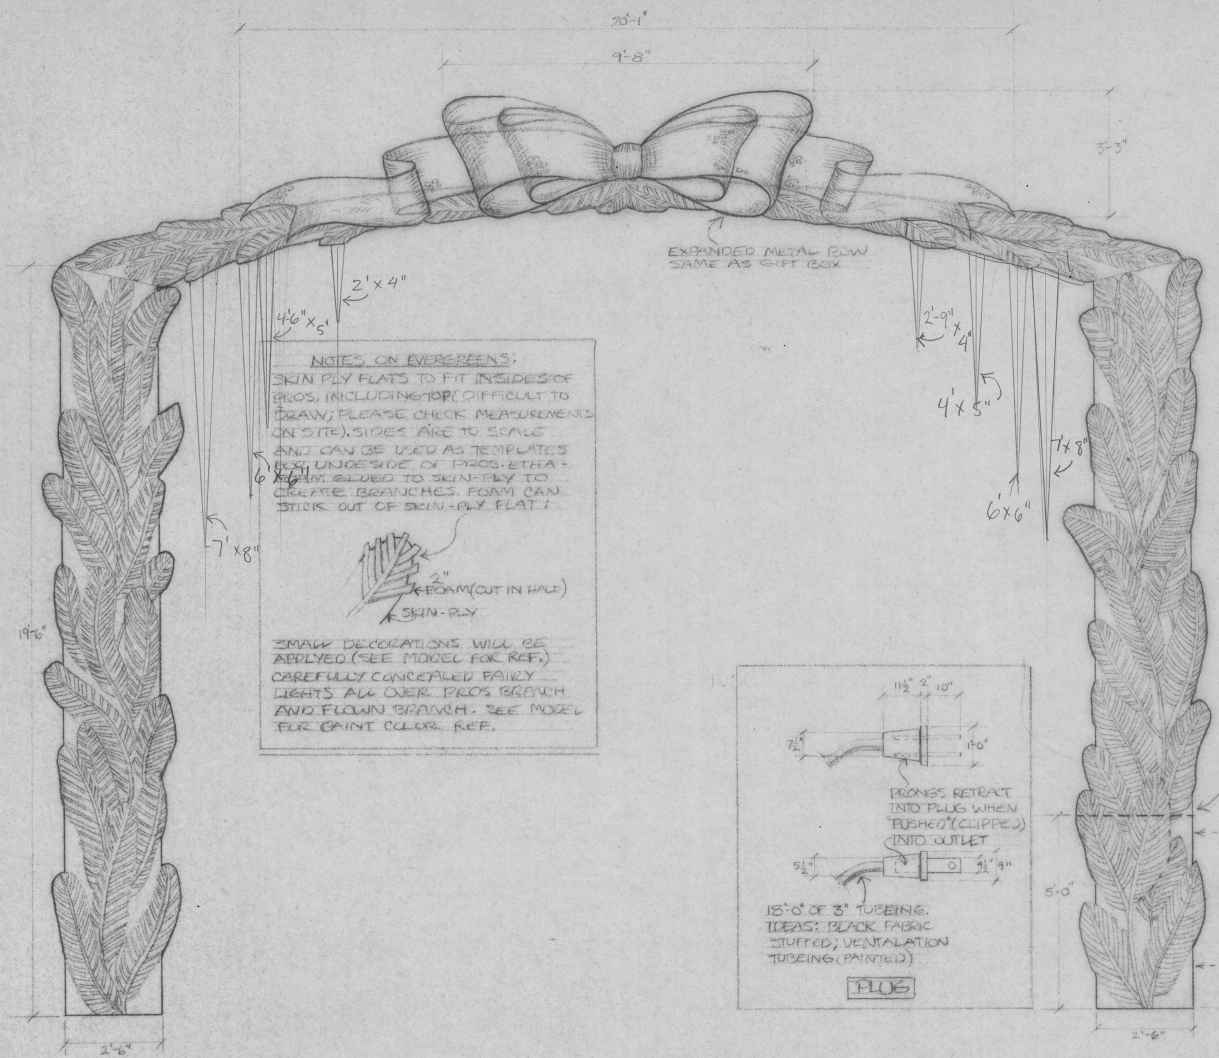 20'-1"
9'-8"
3'-3"
EXPANDED METAL BOW
SAME AS GIFT BOX
2' x 4"
4'-6" x 5"
6' x 6"
7' x 8"
2'-9" x 4"
4' x 5"
6' x 6"
7' x 8"
NOTES ON EVERGREENS:
SKIN PLY FLATS TO FIT INSIDES OF
PROS. INCLUDING TOP (DIFFICULT TO
DRAW; PLEASE CHECK MEASUREMENTS
ON SITE). SIDES ARE TO SCALE
AND CAN BE USED AS TEMPLATES
FOR UNDESIDE OF PROS. ETHA-
FOAM GLUED TO SKIN-PLY TO
CREATE BRANCHES. FOAM CAN
STICK OUT OF SKIN-PLY FLAT:
2"
FOAM (CUT IN HALF)
SKIN-PLY
SMALL DECORATIONS WILL BE
APPLYED (SEE MODEL FOR REF.)
CAREFULLY CONCEALED FAIRY
LIGHTS ALL OVER PROS BRANCH
AND FLOWN BRANCH. SEE MODEL
FOR PAINT COLOR REF.
19'-6"
2'-6"
11½" 2" 10"
7½"
1'-0"
PRONGS RETRACT
INTO PLUG WHEN
"PUSHED" (CLIPPED)
INTO OUTLET
5½"
9½" 9"
18'-0" OF 3" TUBEING.
IDEAS: BLACK FABRIC
STUFFED; VENTALATION
TUBEING (PAINTED)
PLUG
5'-0"
2'-6"